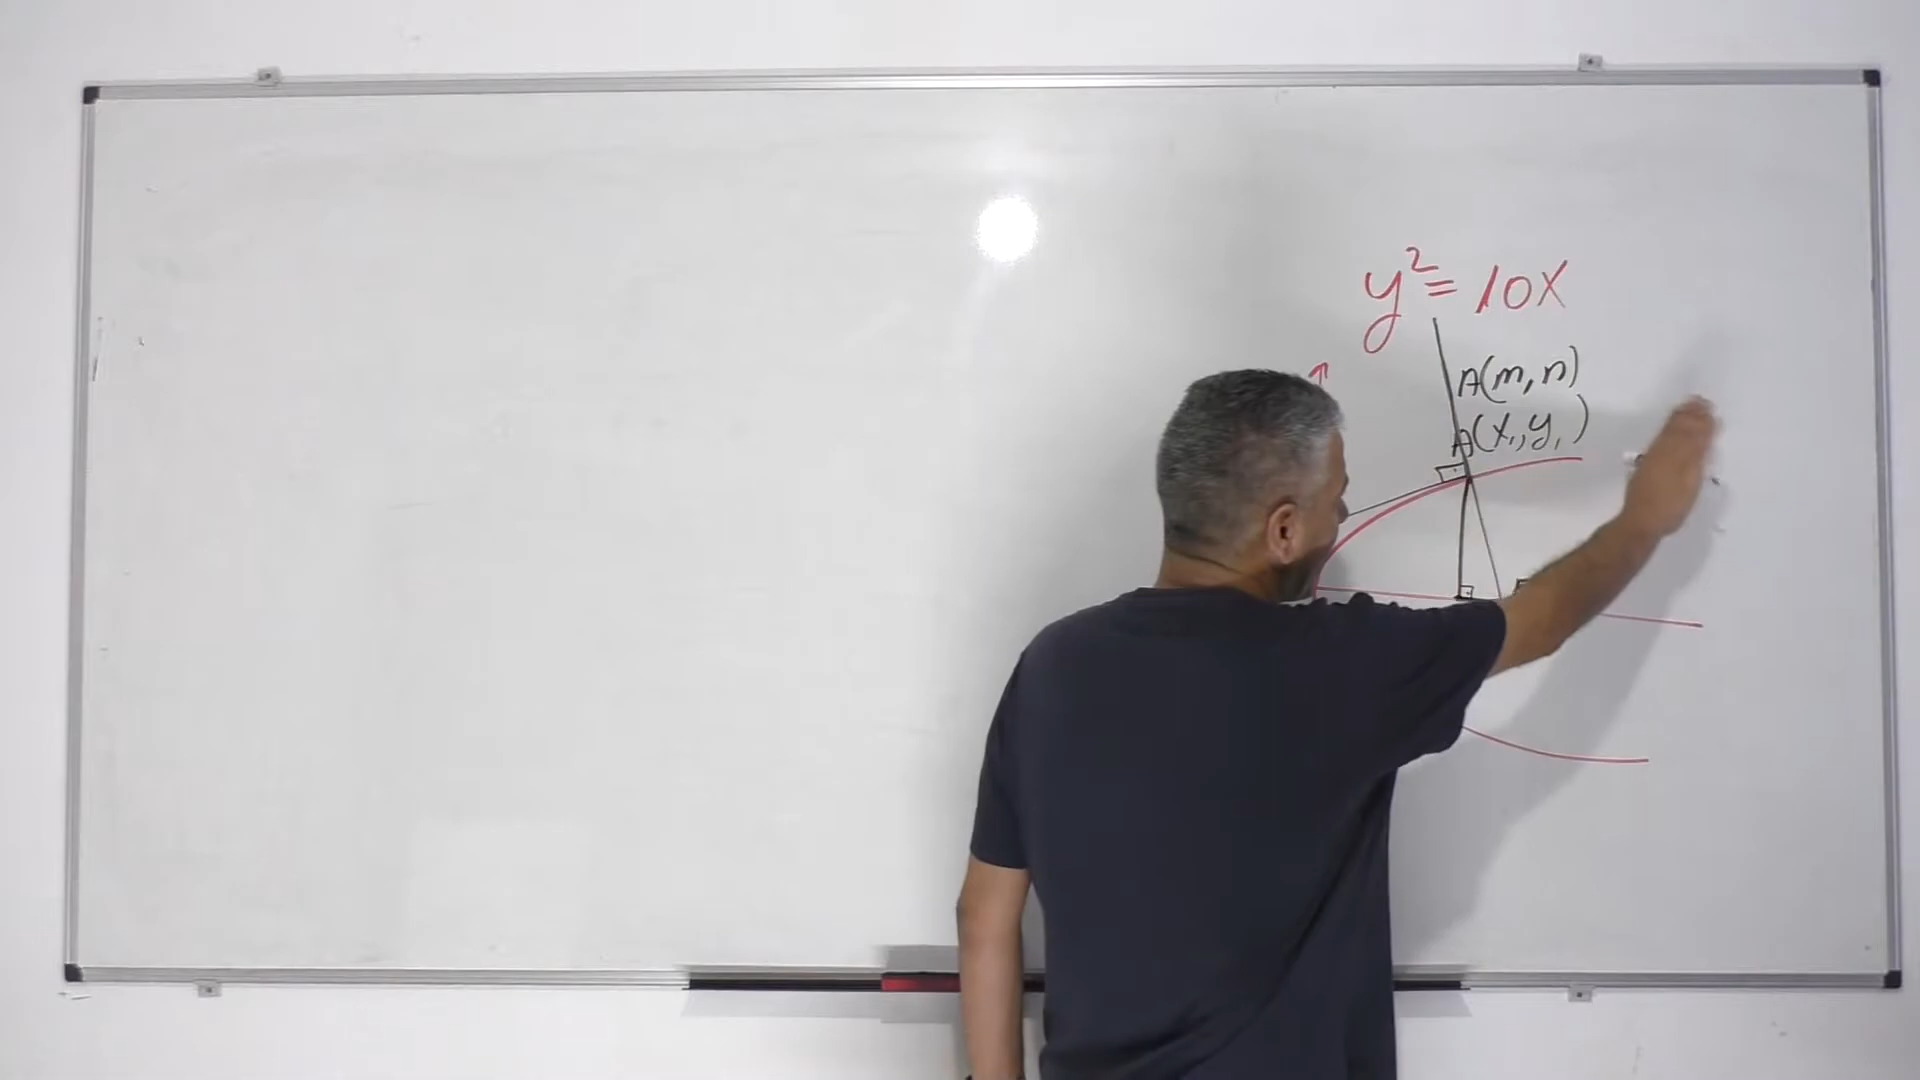 y² = 10x
A(m, n)
A(x₁, y₁)